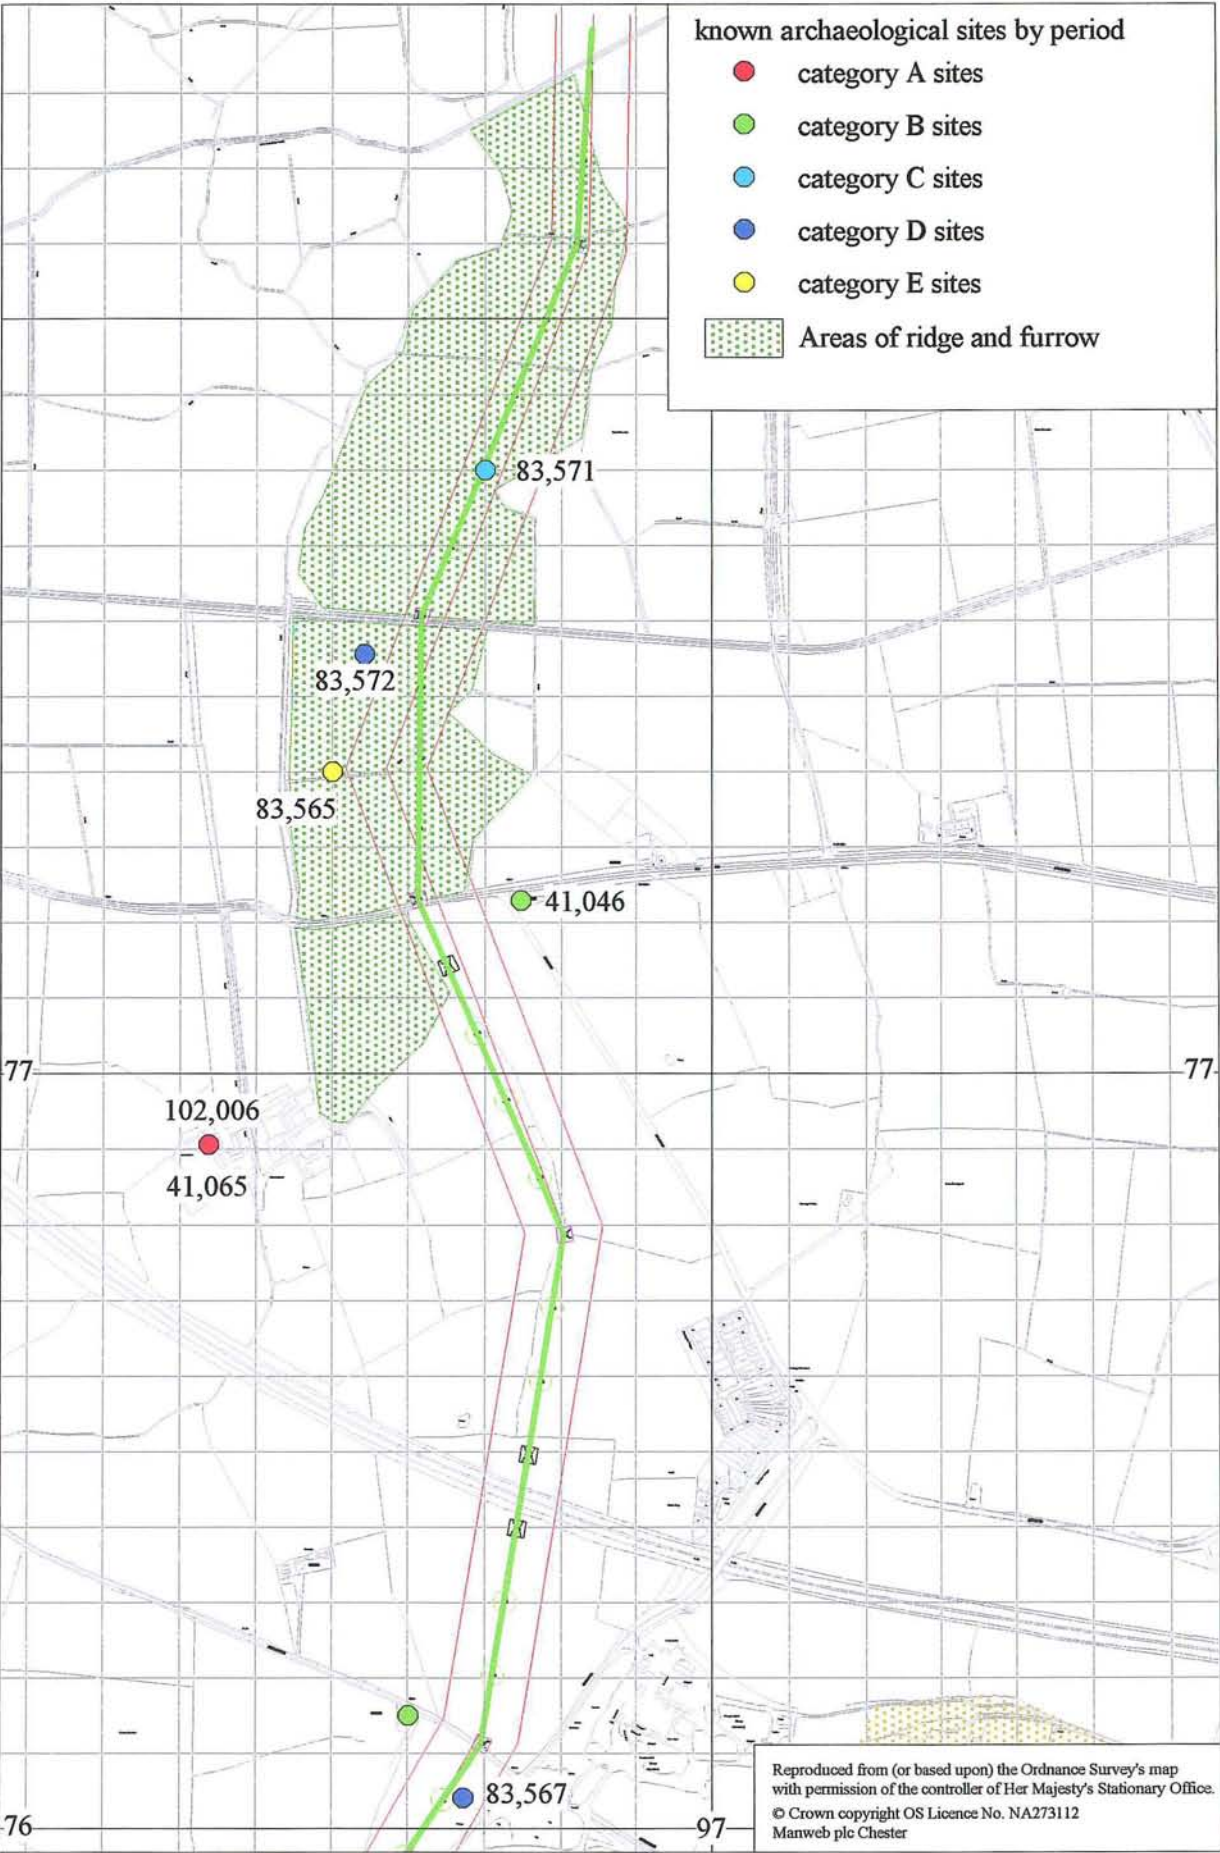 known archaeological sites by period
category A sites
category B sites
category C sites
category D sites
category E sites
Areas of ridge and furrow
83,571
83,572
83,565
41,046
77
77
102,006
41,065
83,567
76
97
Reproduced from (or based upon) the Ordnance Survey's map
with permission of the controller of Her Majesty's Stationary Office.
© Crown copyright OS Licence No. NA273112
Manweb plc Chester